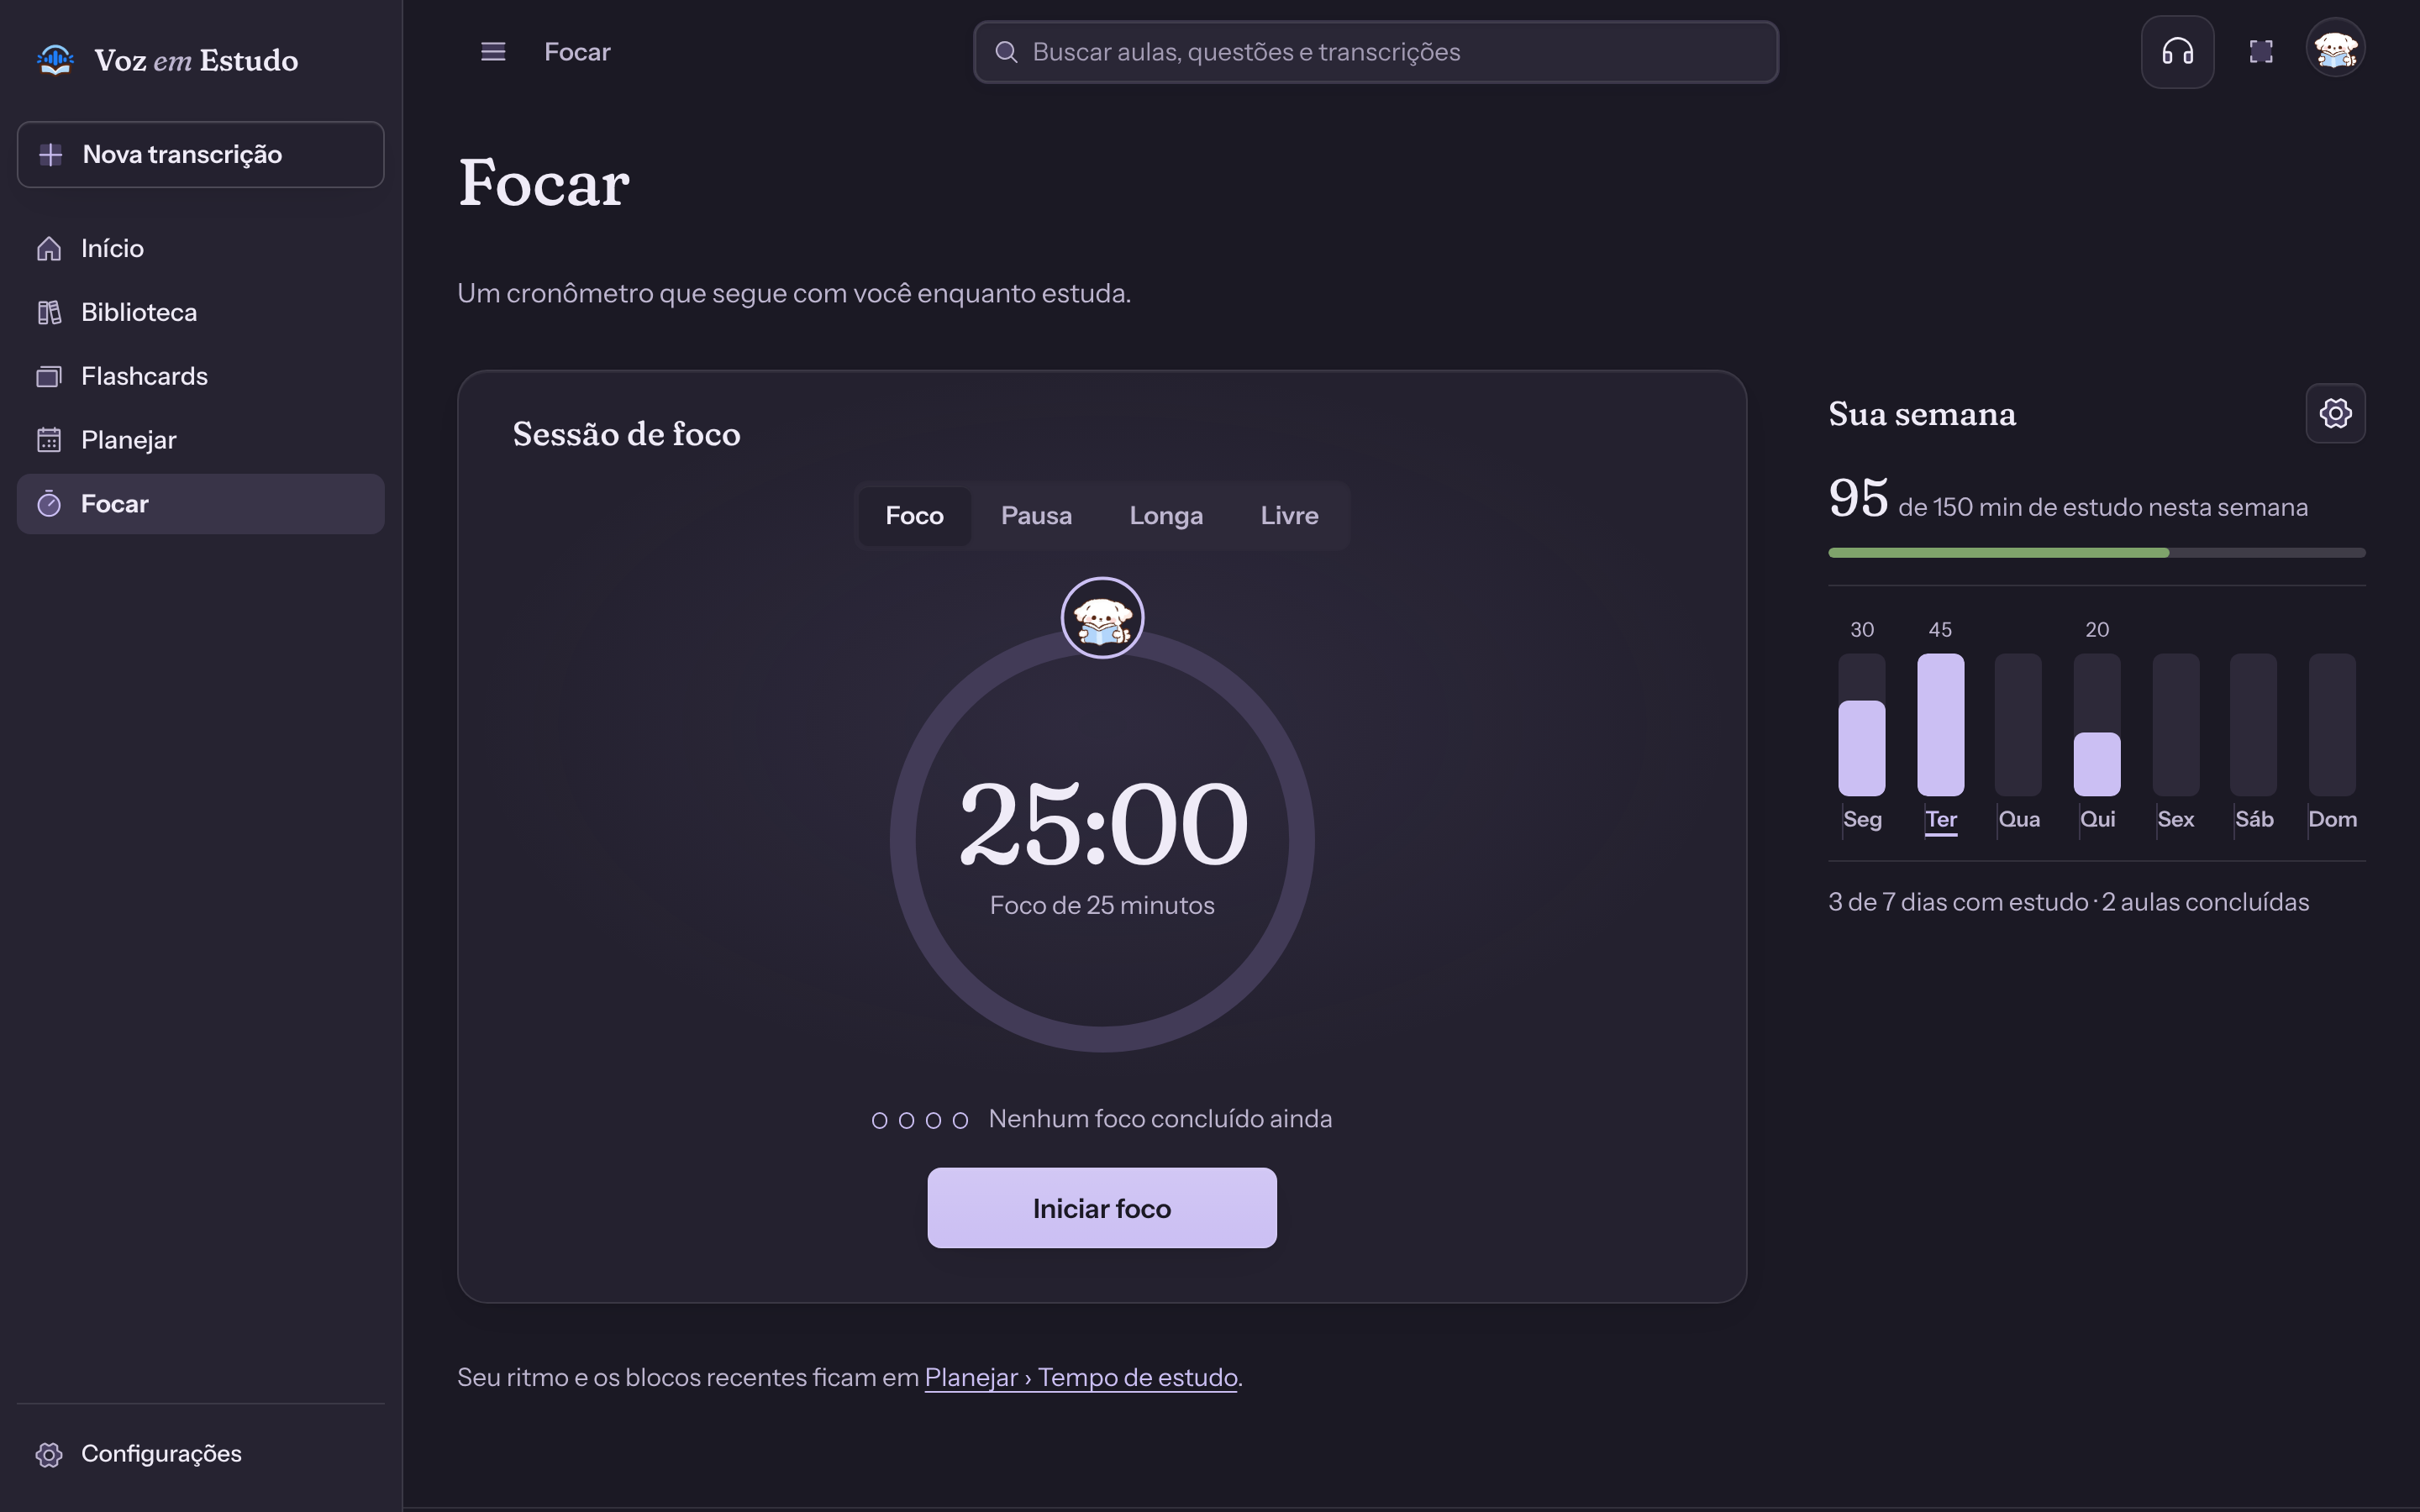 Voz em Estudo
Nova transcrição
Início
Biblioteca
Flashcards
Planejar
Focar
Configurações
Focar
Buscar aulas, questões e transcrições
Focar
Um cronômetro que segue com você enquanto estuda.
Sessão de foco
Foco Pausa Longa Livre
25:00
Foco de 25 minutos
Nenhum foco concluído ainda
Iniciar foco
Seu ritmo e os blocos recentes ficam em Planejar › Tempo de estudo.
Sua semana
95 de 150 min de estudo nesta semana
30 45 20
Seg Ter Qua Qui Sex Sáb Dom
3 de 7 dias com estudo · 2 aulas concluídas